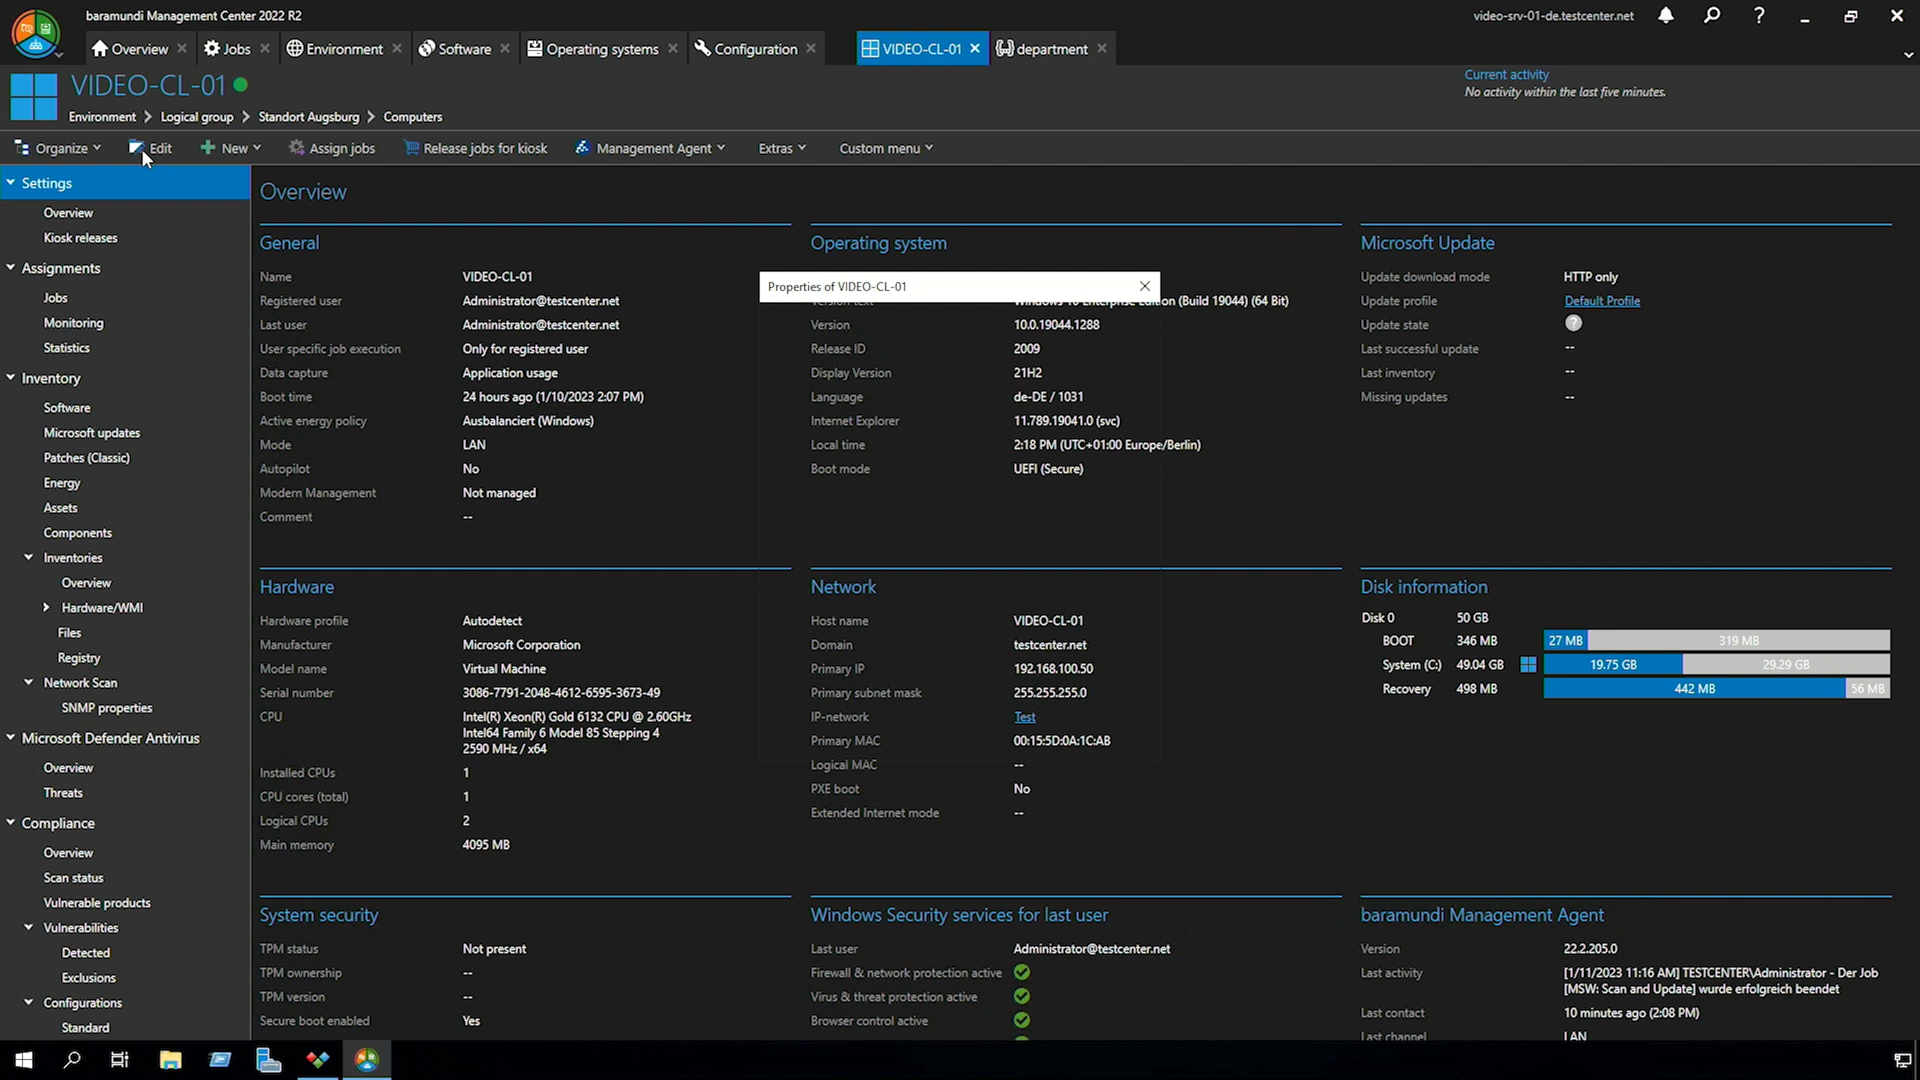 baramundi Management Center 2022 R2
video-srv-01-de.testcenter.net
Overview
Jobs
Environment
Software
Operating systems
Configuration
VIDEO-CL-01
department
VIDEO-CL-01
Current activity
No activity within the last five minutes.
Environment > Logical group > Standort Augsburg > Computers
Organize
Edit
New
Assign jobs
Release jobs for kiosk
Management Agent
Extras
Custom menu
Settings
Overview
Kiosk releases
Assignments
Jobs
Monitoring
Statistics
Inventory
Software
Microsoft updates
Patches (Classic)
Energy
Assets
Components
Inventories
Overview
Hardware/WMI
Files
Registry
Network Scan
SNMP properties
Microsoft Defender Antivirus
Overview
Threats
Compliance
Overview
Scan status
Vulnerable products
Vulnerabilities
Detected
Exclusions
Configurations
Standard
Overview
General
Name VIDEO-CL-01
Registered user Administrator@testcenter.net
Last user Administrator@testcenter.net
User specific job execution Only for registered user
Data capture Application usage
Boot time 24 hours ago (1/10/2023 2:07 PM)
Active energy policy Ausbalanciert (Windows)
Mode LAN
Autopilot No
Modern Management Not managed
Comment --
Operating system
Properties of VIDEO-CL-01
Version text Windows 10 Enterprise Edition (Build 19044) (64 Bit)
Version 10.0.19044.1288
Release ID 2009
Display Version 21H2
Language de-DE / 1031
Internet Explorer 11.789.19041.0 (svc)
Local time 2:18 PM (UTC+01:00 Europe/Berlin)
Boot mode UEFI (Secure)
Microsoft Update
Update download mode HTTP only
Update profile Default Profile
Update state ?
Last successful update --
Last inventory --
Missing updates --
Hardware
Hardware profile Autodetect
Manufacturer Microsoft Corporation
Model name Virtual Machine
Serial number 3086-7791-2048-4612-6595-3673-49
CPU Intel(R) Xeon(R) Gold 6132 CPU @ 2.60GHz
Intel64 Family 6 Model 85 Stepping 4
2590 MHz / x64
Installed CPUs 1
CPU cores (total) 1
Logical CPUs 2
Main memory 4095 MB
Network
Host name VIDEO-CL-01
Domain testcenter.net
Primary IP 192.168.100.50
Primary subnet mask 255.255.255.0
IP-network Test
Primary MAC 00:15:5D:0A:1C:AB
Logical MAC --
PXE boot No
Extended Internet mode --
Disk information
Disk 0 50 GB
BOOT 346 MB 27 MB 319 MB
System (C:) 49.04 GB 19.75 GB 29.29 GB
Recovery 498 MB 442 MB 56 MB
System security
TPM status Not present
TPM ownership --
TPM version --
Secure boot enabled Yes
Windows Security services for last user
Last user Administrator@testcenter.net
Firewall & network protection active
Virus & threat protection active
Browser control active
baramundi Management Agent
Version 22.2.205.0
Last activity [1/11/2023 11:16 AM] TESTCENTER\Administrator - Der Job
[MSW: Scan and Update] wurde erfolgreich beendet
Last contact 10 minutes ago (2:08 PM)
Last channel LAN